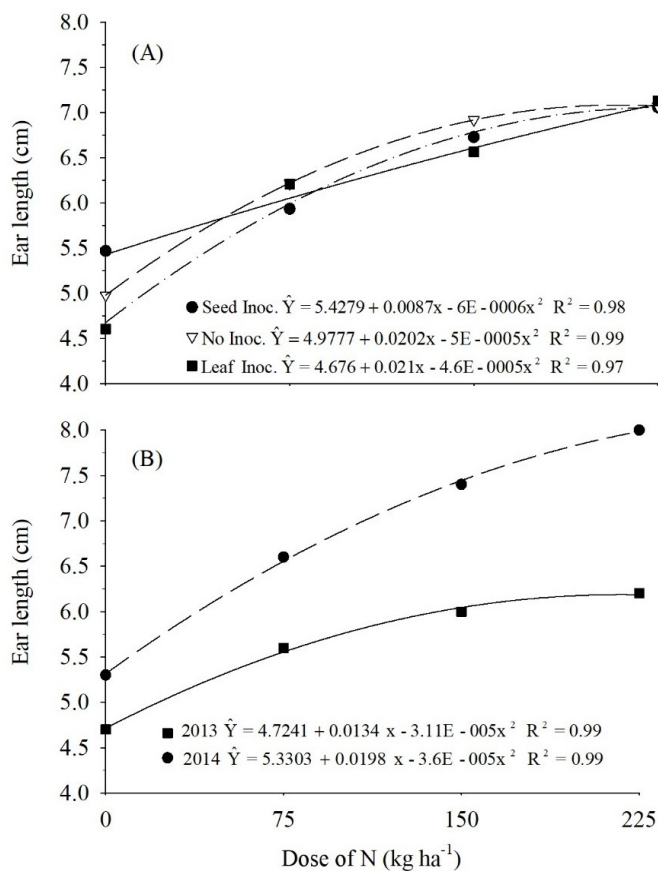 8.0
(A)
7.5
7.0
6.5
6.0
5.5
5.0
4.5
4.0
Ear length (cm)
● Seed Inoc. Ŷ = 5.4279 + 0.0087x - 6E - 0006x² R² = 0.98
▽ No Inoc. Ŷ = 4.9777 + 0.0202x - 5E - 0005x² R² = 0.99
■ Leaf Inoc. Ŷ = 4.676 + 0.021x - 4.6E - 0005x² R² = 0.97
8.0
(B)
7.5
7.0
6.5
6.0
5.5
5.0
4.5
4.0
Ear length (cm)
■ 2013 Ŷ = 4.7241 + 0.0134 x - 3.11E - 005x² R² = 0.99
● 2014 Ŷ = 5.3303 + 0.0198 x - 3.6E - 005x² R² = 0.99
0 75 150 225
Dose of N (kg ha⁻¹)